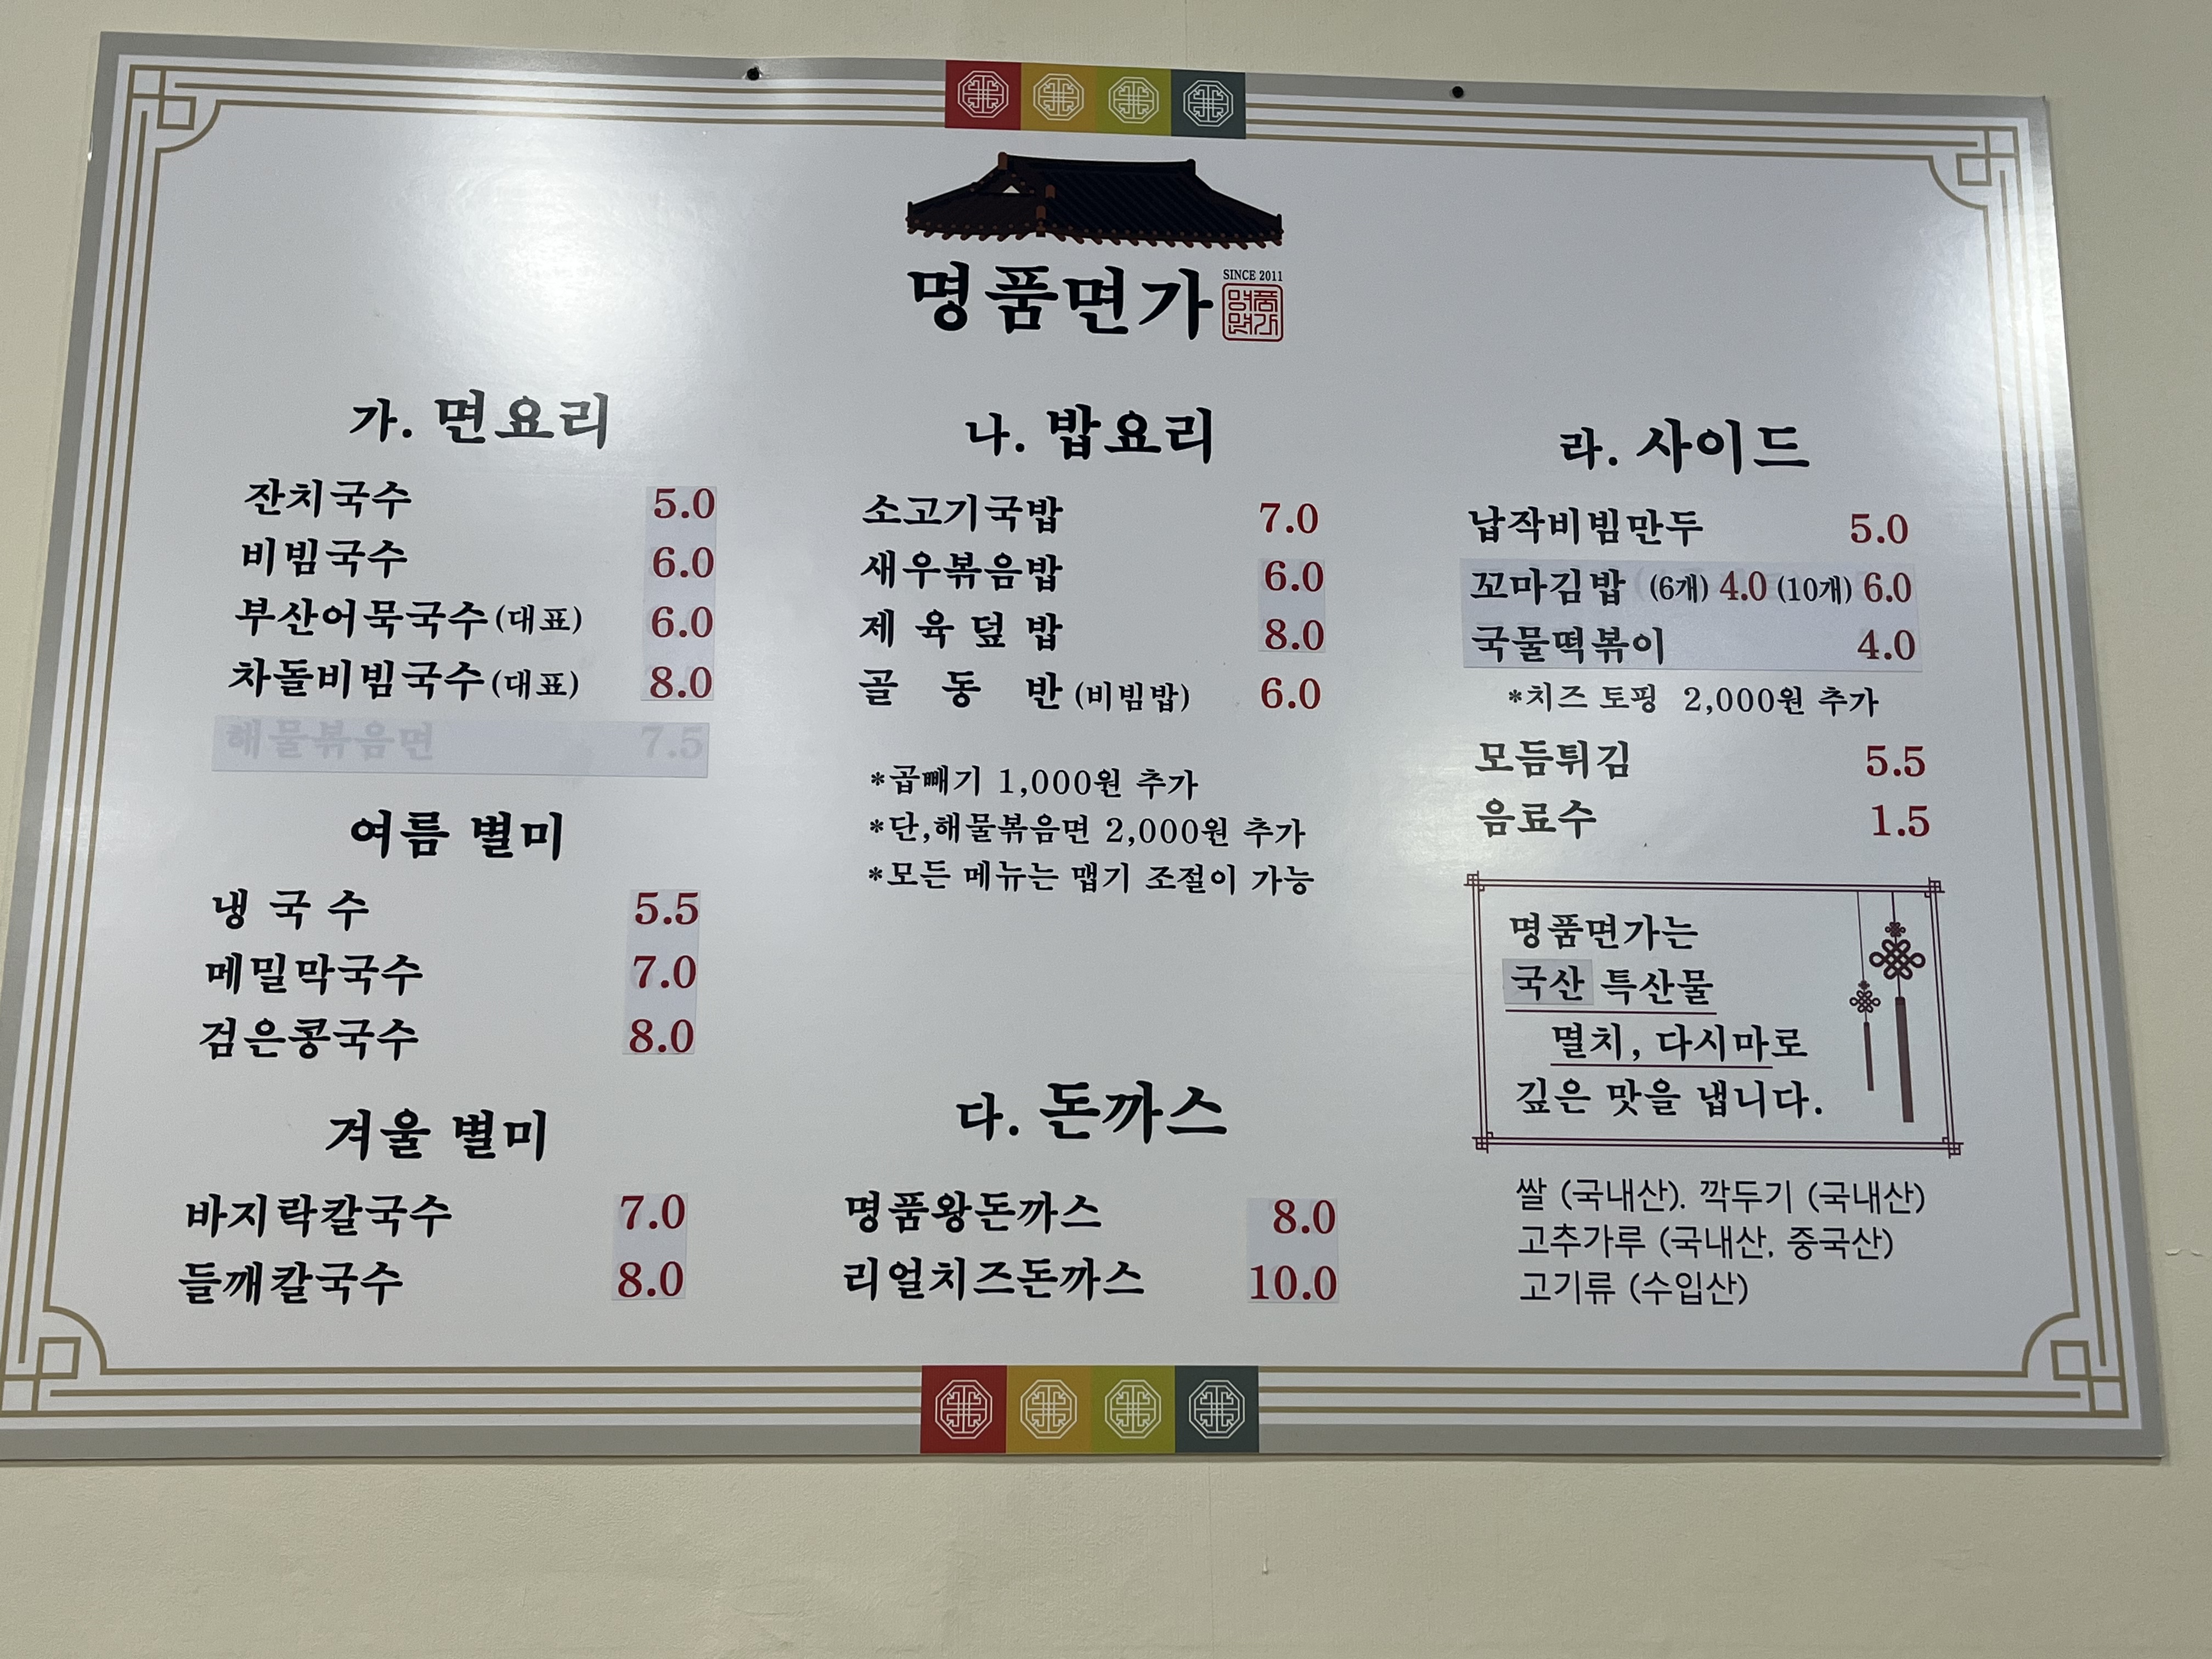 명품면가
SINCE 2011
명품
면가
가. 면요리
잔치국수 5.0
비빔국수 6.0
부산어묵국수(대표) 6.0
차돌비빔국수(대표) 8.0
해물볶음면 7.5
여름 별미
냉국수 5.5
메밀막국수 7.0
검은콩국수 8.0
겨울 별미
바지락칼국수 7.0
들깨칼국수 8.0
나. 밥요리
소고기국밥 7.0
새우볶음밥 6.0
제육덮밥 8.0
골동반(비빔밥) 6.0
*곱빼기 1,000원 추가
*단,해물볶음면 2,000원 추가
*모든 메뉴는 맵기 조절이 가능
다. 돈까스
명품왕돈까스 8.0
리얼치즈돈까스 10.0
라. 사이드
납작비빔만두 5.0
꼬마김밥 (6개) 4.0 (10개) 6.0
국물떡볶이 4.0
*치즈 토핑 2,000원 추가
모듬튀김 5.5
음료수 1.5
명품면가는
국산 특산물
멸치, 다시마로
깊은 맛을 냅니다.
쌀 (국내산). 깍두기 (국내산)
고추가루 (국내산, 중국산)
고기류 (수입산)